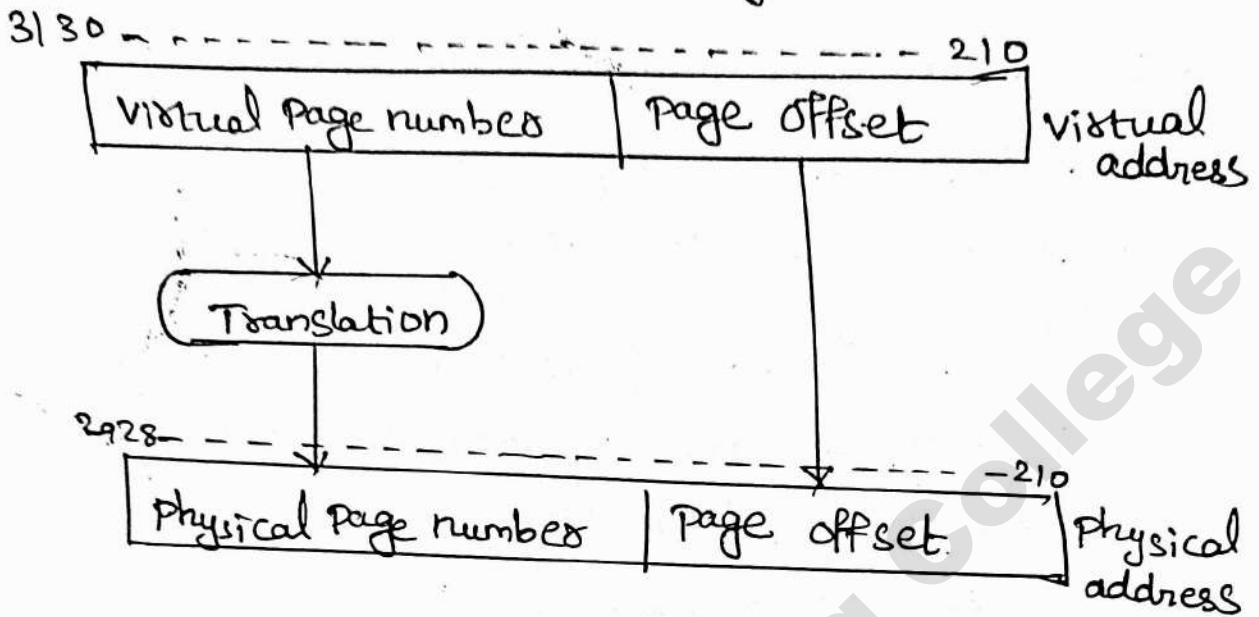 31 30 - - - - - - - - - - - - - - - - 2 1 0
Virtual Page number Page offset Virtual address
Translation
29 28 - - - - - - - - - - - - - - - 2 1 0
Physical Page number Page offset. Physical address
College